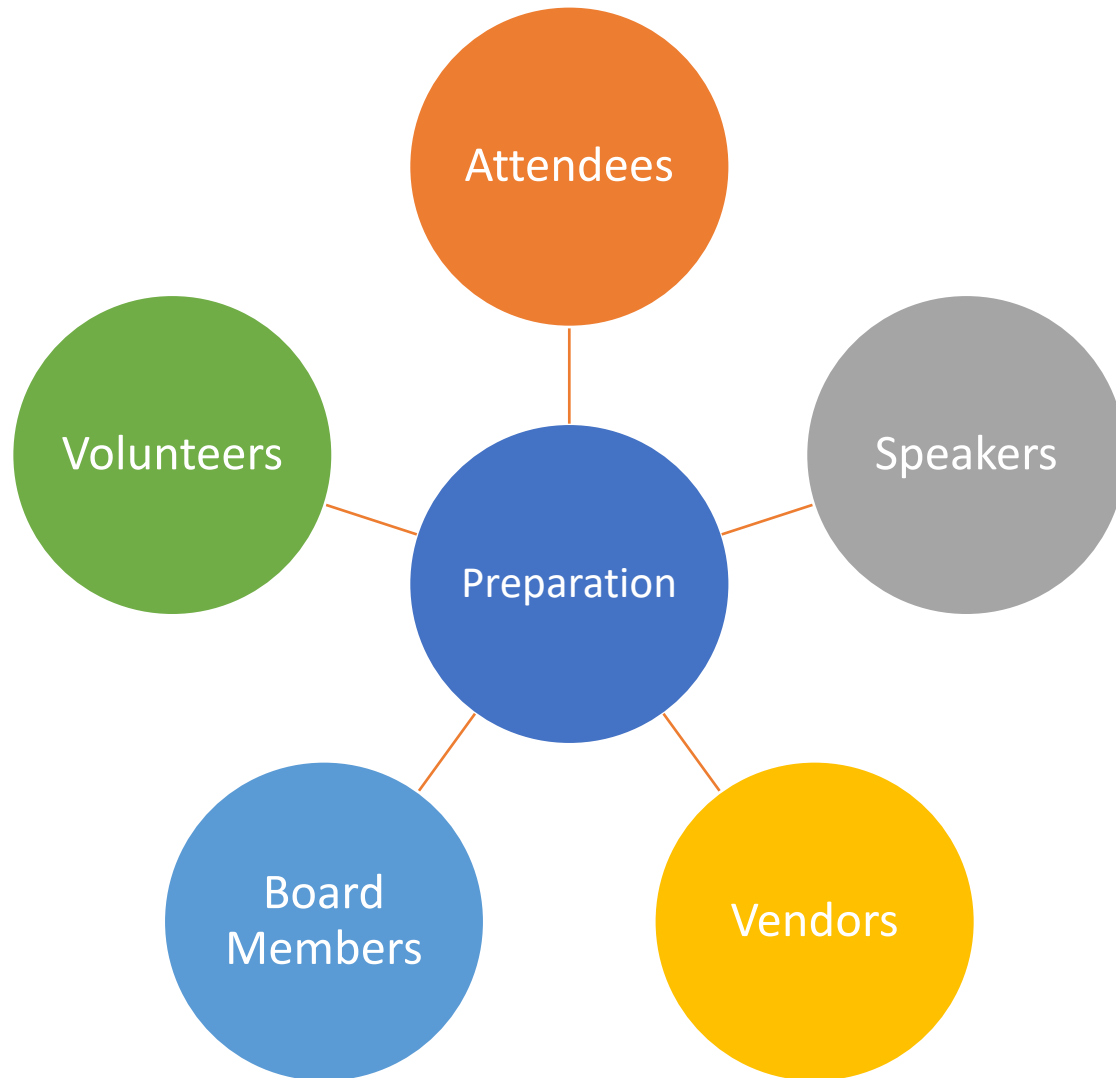 Attendees
Volunteers
Speakers
Preparation
Board
Members
Vendors